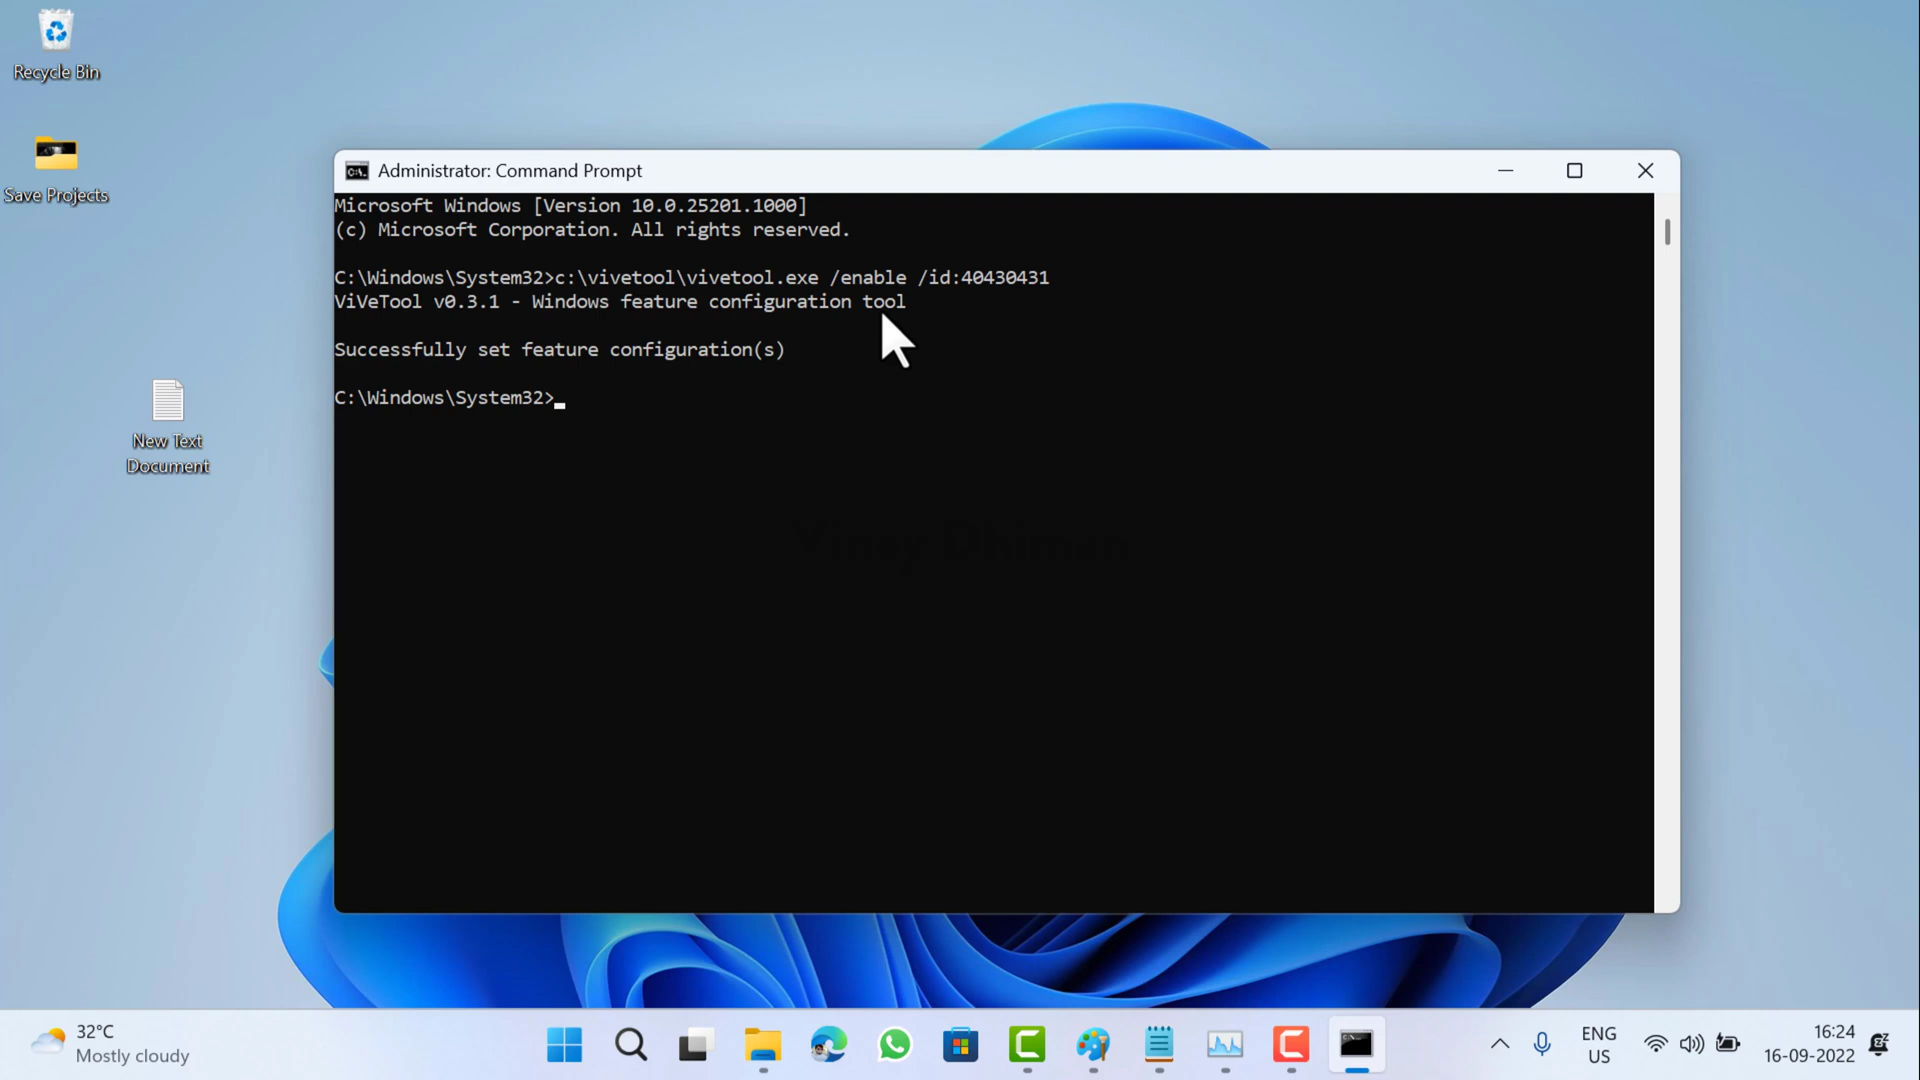 Recycle Bin
Save Projects
New Text
Document
Administrator: Command Prompt
Microsoft Windows [Version 10.0.25201.1000]
(c) Microsoft Corporation. All rights reserved.
C:\Windows\System32>c:\vivetool\vivetool.exe /enable /id:40430431
ViVeTool v0.3.1 - Windows feature configuration tool
Successfully set feature configuration(s)
C:\Windows\System32>
Vinay Dhiman
32°C
Mostly cloudy
ENG
US
16:24
16-09-2022